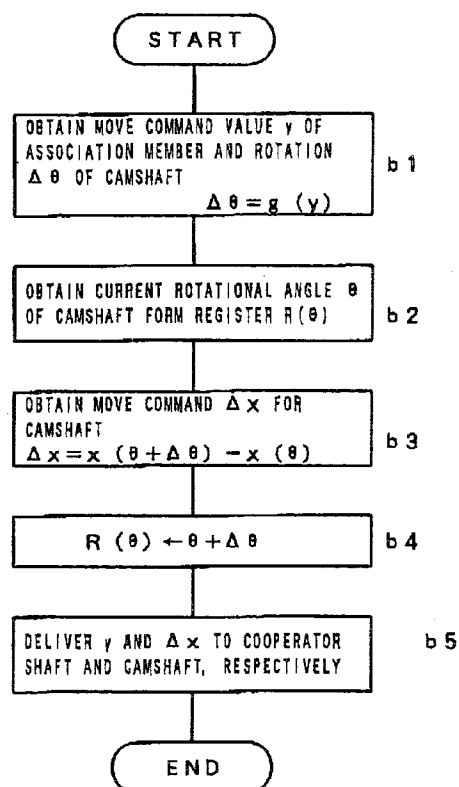 START
OBTAIN MOVE COMMAND VALUE y OF
ASSOCIATION MEMBER AND ROTATION
Δθ OF CAMSHAFT
Δθ = g (y)
b1
OBTAIN CURRENT ROTATIONAL ANGLE θ
OF CAMSHAFT FORM REGISTER R(θ)
b2
OBTAIN MOVE COMMAND Δx FOR
CAMSHAFT
Δx = x (θ + Δθ) − x (θ)
b3
R (θ) ← θ + Δθ
b4
DELIVER y AND Δx TO COOPERATOR
SHAFT AND CAMSHAFT, RESPECTIVELY
b5
END